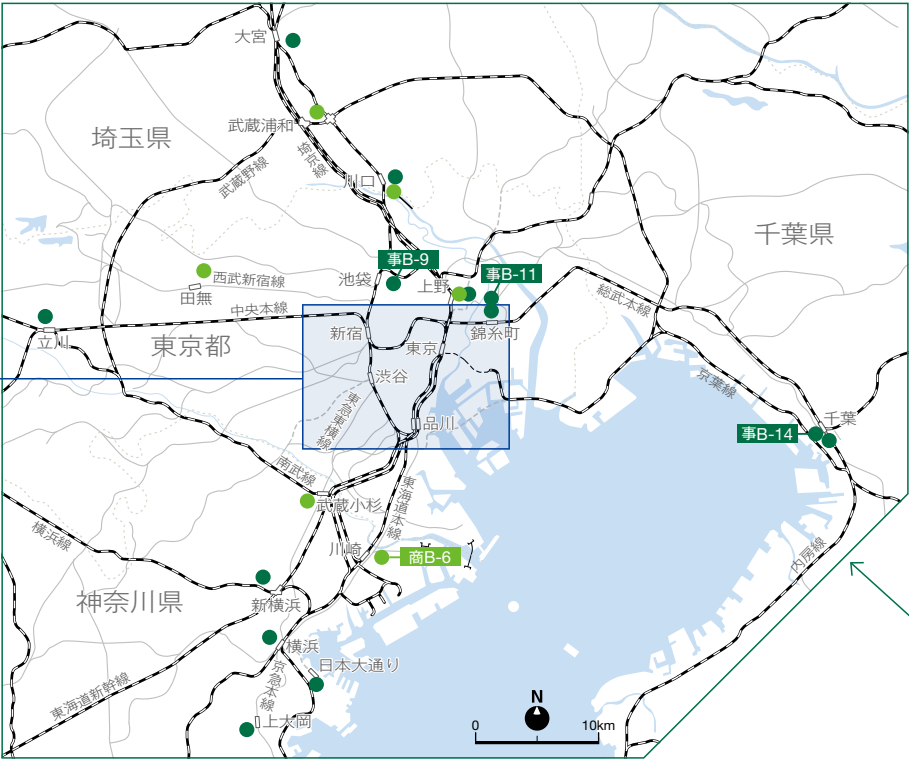 大宮
武蔵浦和
埼玉県
埼京線
武蔵野線
川口
千葉県
事B-9
事B-11
池袋
上野
西武新宿線
田無
総武本線
中央本線
新宿
東京
錦糸町
立川
東京都
渋谷
京葉線
東急東横線
品川
千葉
事B-14
南武線
東海道本線
武蔵小杉
横浜線
川崎
商B-6
内房線
神奈川県
新横浜
横浜
日本大通り
京急本線
東海道新幹線
上大岡
N
0
10km